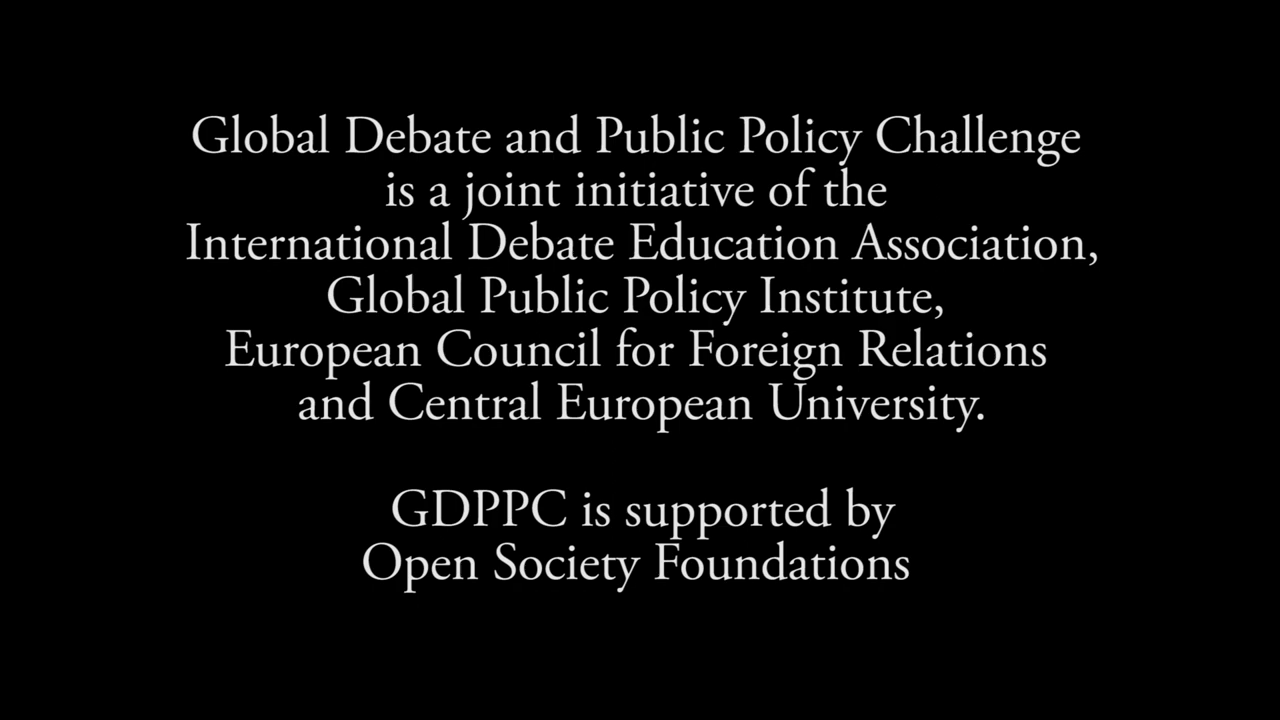 Global Debate and Public Policy Challenge
is a joint initiative of the
International Debate Education Association,
Global Public Policy Institute,
European Council for Foreign Relations
and Central European University.
GDPPC is supported by
Open Society Foundations